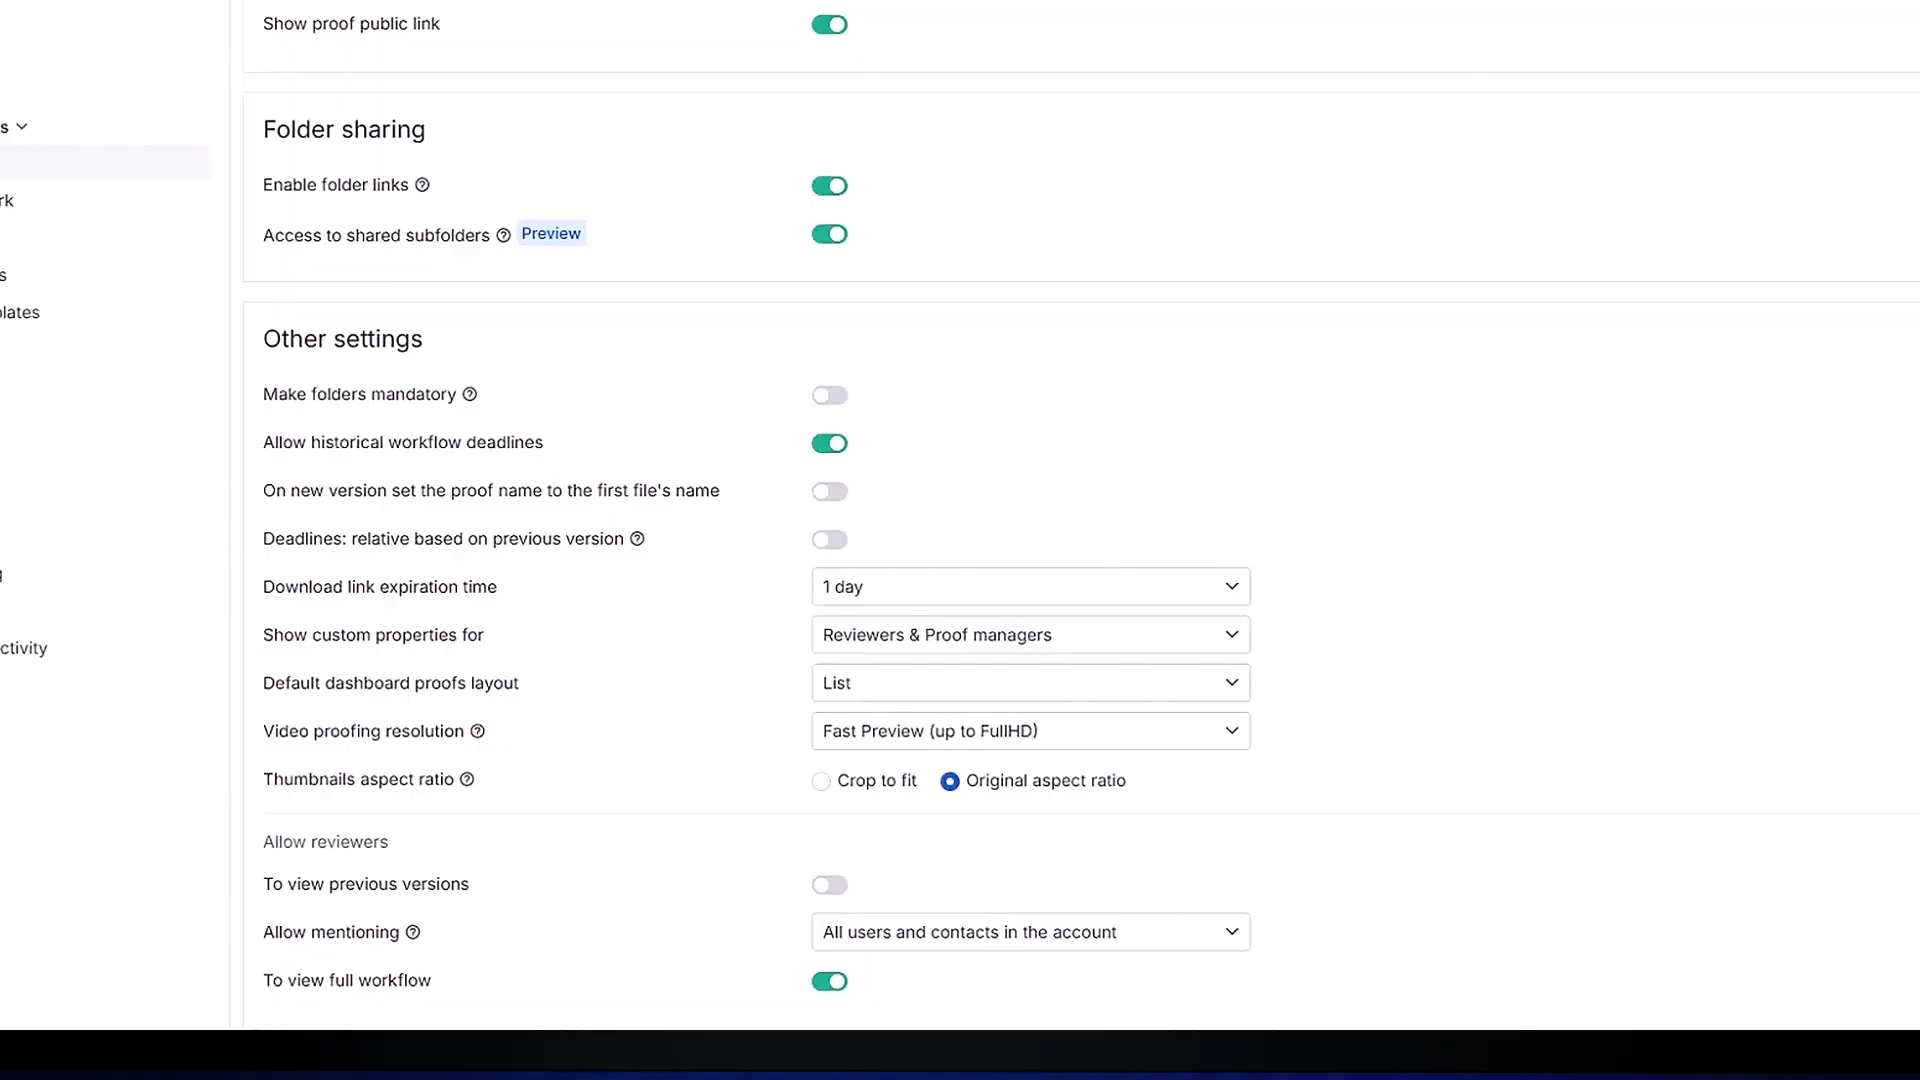 Show proof public link
s
Folder sharing
Enable folder links
rk
Access to shared subfolders Preview
s
lates
Other settings
Make folders mandatory
Allow historical workflow deadlines
On new version set the proof name to the first file's name
Deadlines: relative based on previous version
Download link expiration time 1 day
Show custom properties for Reviewers & Proof managers
ctivity
Default dashboard proofs layout List
Video proofing resolution Fast Preview (up to FullHD)
Thumbnails aspect ratio Crop to fit Original aspect ratio
Allow reviewers
To view previous versions
Allow mentioning All users and contacts in the account
To view full workflow